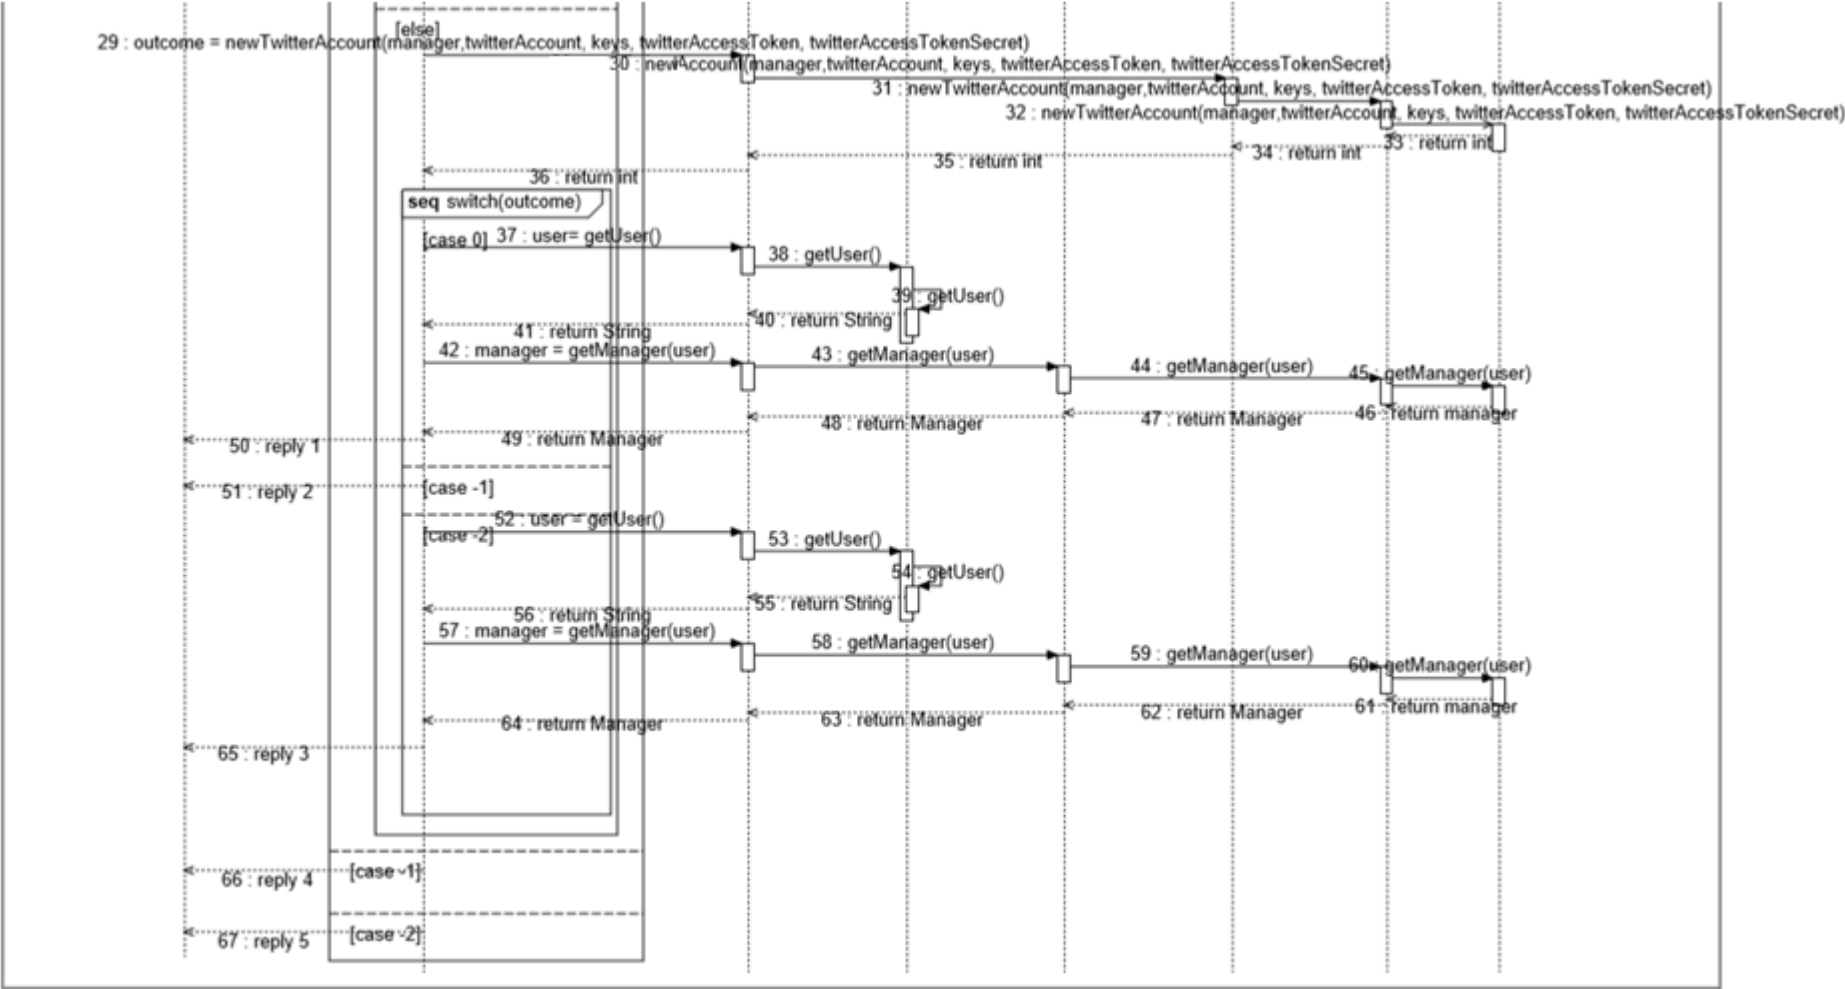 [else]
29 : outcome = newTwitterAccount(manager,twitterAccount, keys, twitterAccessToken, twitterAccessTokenSecret)
30 : newAccount(manager,twitterAccount, keys, twitterAccessToken, twitterAccessTokenSecret)
31 : newTwitterAccount(manager,twitterAccount, keys, twitterAccessToken, twitterAccessTokenSecret)
32 : newTwitterAccount(manager,twitterAccount, keys, twitterAccessToken, twitterAccessTokenSecret)
33 : return int
34 : return int
35 : return int
36 : return int
seq switch(outcome)
[case 0]
37 : user= getUser()
38 : getUser()
39 : getUser()
40 : return String
41 : return String
42 : manager = getManager(user)
43 : getManager(user)
44 : getManager(user)
45 : getManager(user)
46 : return manager
47 : return Manager
48 : return Manager
49 : return Manager
50 : reply 1
51 : reply 2
[case -1]
52 : user = getUser()
[case -2]
53 : getUser()
54 : getUser()
55 : return String
56 : return String
57 : manager = getManager(user)
58 : getManager(user)
59 : getManager(user)
60 : getManager(user)
61 : return manager
62 : return Manager
63 : return Manager
64 : return Manager
65 : reply 3
66 : reply 4
[case -1]
67 : reply 5
[case -2]